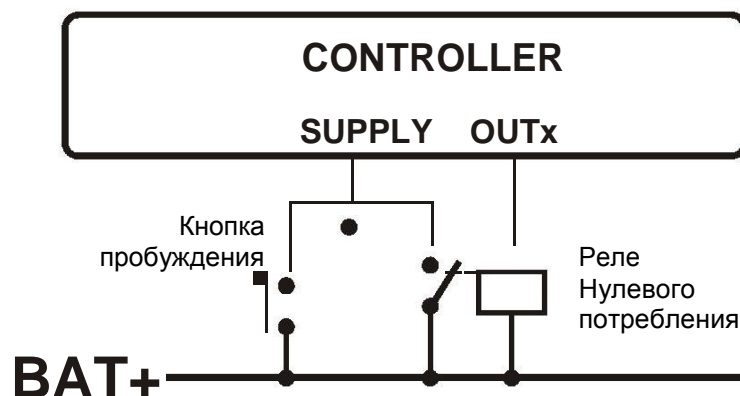 CONTROLLER
SUPPLY OUTx
Кнопка
пробуждения
Реле
Нулевого
потребления
BAT+